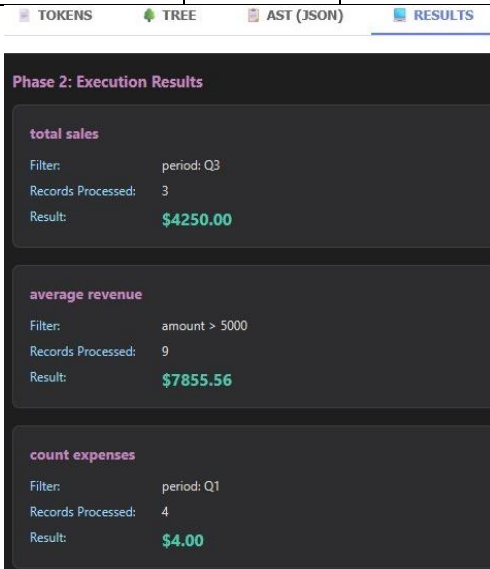 TOKENS TREE AST (JSON) RESULTS
Phase 2: Execution Results
total sales
Filter: period: Q3
Records Processed: 3
Result: $4250.00
average revenue
Filter: amount > 5000
Records Processed: 9
Result: $7855.56
count expenses
Filter: period: Q1
Records Processed: 4
Result: $4.00